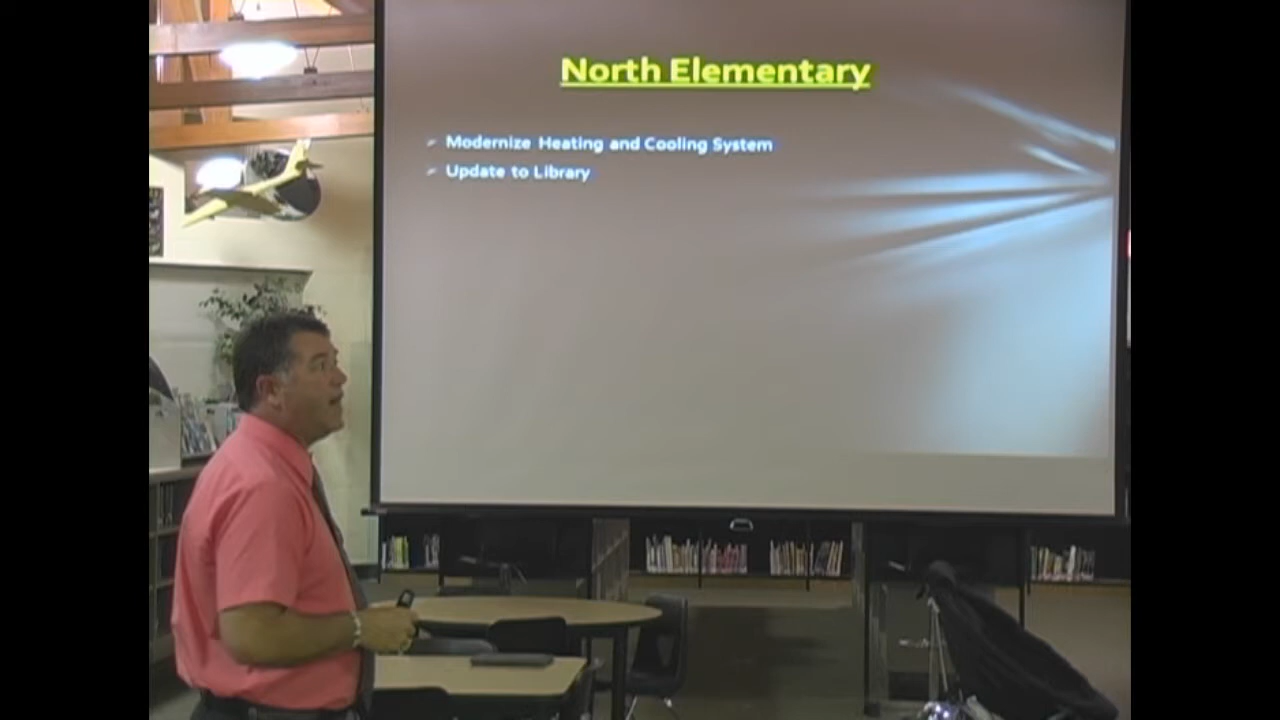 North Elementary
Modernize Heating and Cooling System
Update to Library